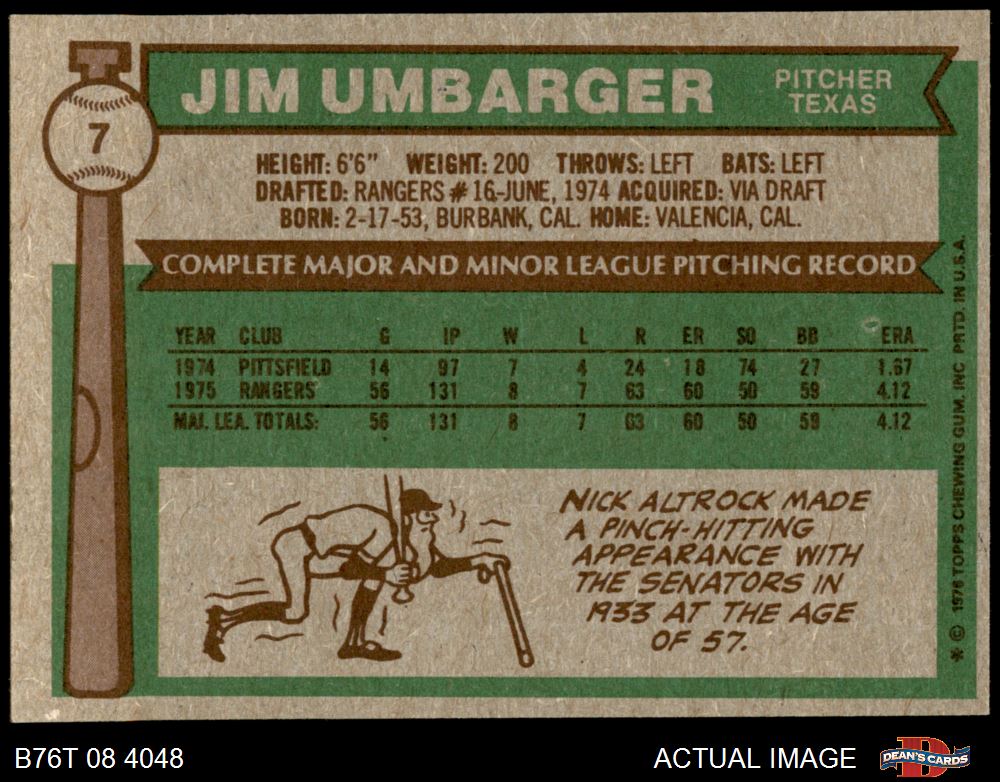 JIM UMBARGER
PITCHER
TEXAS
7
HEIGHT: 6'6" WEIGHT: 200 THROWS: LEFT BATS: LEFT
DRAFTED: RANGERS # 16-JUNE, 1974 ACQUIRED: VIA DRAFT
BORN: 2-17-53, BURBANK, CAL. HOME: VALENCIA, CAL.
COMPLETE MAJOR AND MINOR LEAGUE PITCHING RECORD
YEAR CLUB G IP W L R ER SO BB ERA
1974 PITTSFIELD 14 97 7 4 24 18 74 27 1.67
1975 RANGERS 56 131 8 7 63 60 50 59 4.12
MAJ. LEA. TOTALS: 56 131 8 7 63 60 50 59 4.12
NICK ALTROCK MADE
A PINCH-HITTING
APPEARANCE WITH
THE SENATORS IN
1933 AT THE AGE
OF 57.
* © 1976 TOPPS CHEWING GUM, INC PRTD. IN U.S.A.
B76T 08 4048
ACTUAL IMAGE
D
DEAN'S CARDS